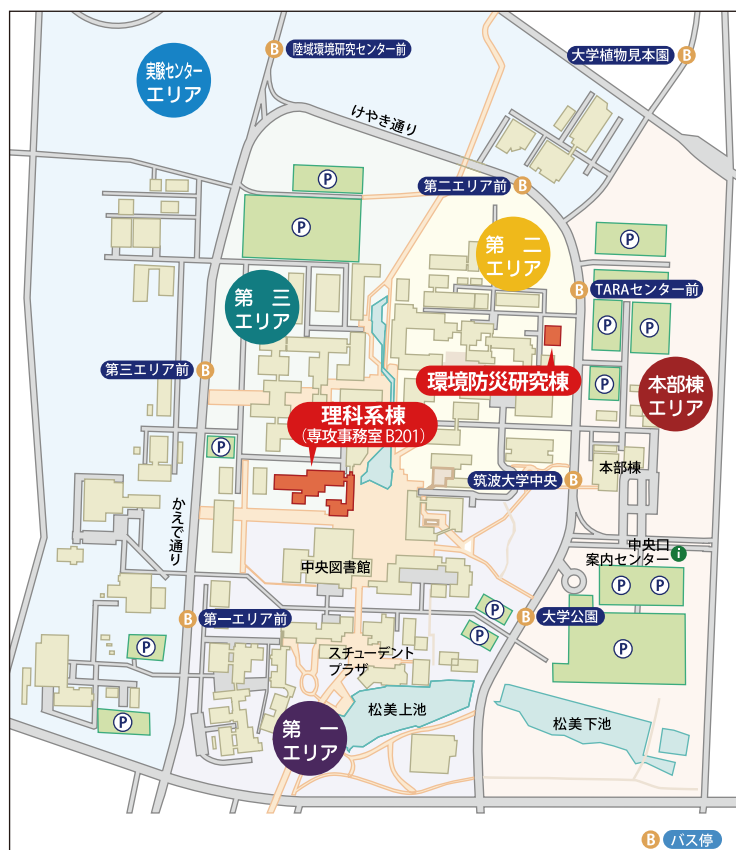 B 陸域環境研究センター前
大学植物見本園 B
実験センター
エリア
けやき通り
P
第二エリア前 B
P
第 二
エリア
P
B TARAセンター前
第 三
エリア
P
P
第三エリア前 B
環境防災研究棟
P
本部棟
エリア
理科系棟
(専攻事務室 B201)
P
本部棟
筑波大学中央 B
かえで通り
中央口
案内センター i
中央図書館
P
P
P
B 第一エリア前
B 大学公園
P
P
P
スチューデント
プラザ
松美上池
松美下池
P
第 一
エリア
B バス停